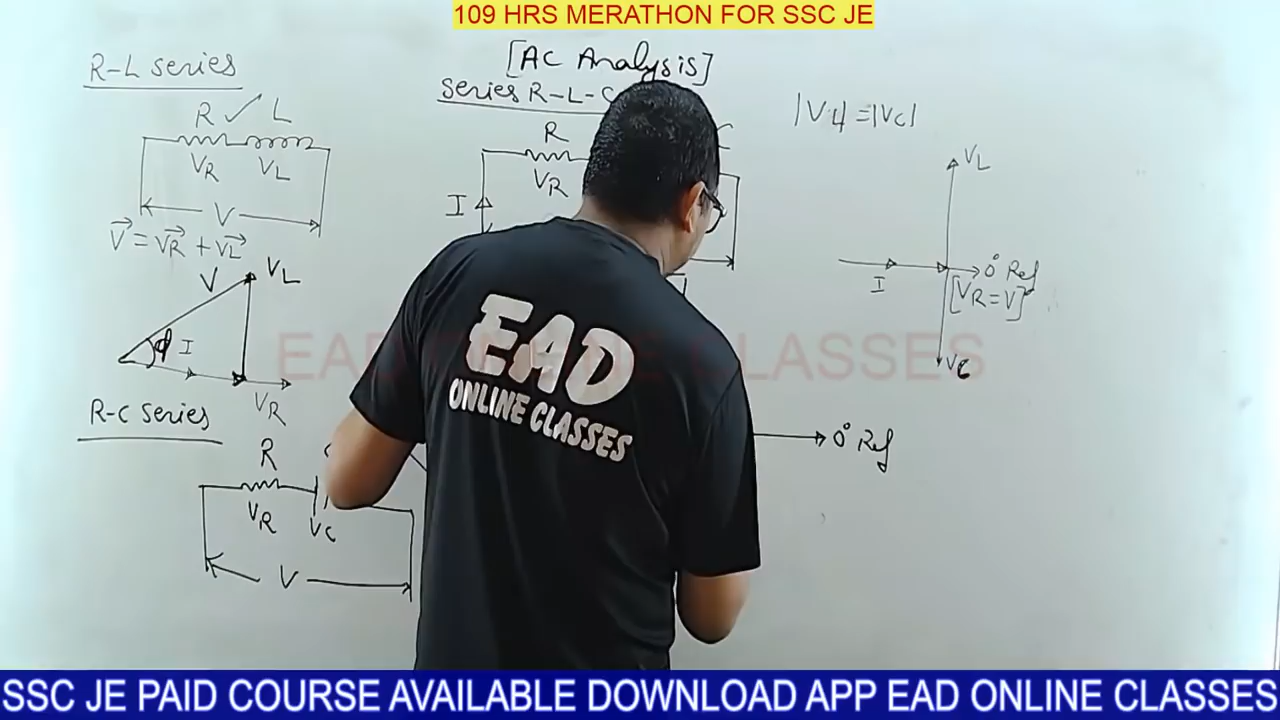 109 HRS MERATHON FOR SSC JE
[AC Analysis]
R-L series
R L
VR VL
V
V = VR + VL
V VL
φ I
VR
R-C Series
R
VR VC
V
Series R-L-C
R
VR
I
|VL| = |VC|
VL
I
0° Ref
[VR = V]
VC
0° Ref
EAD
ONLINE CLASSES
SSC JE PAID COURSE AVAILABLE DOWNLOAD APP EAD ONLINE CLASSES